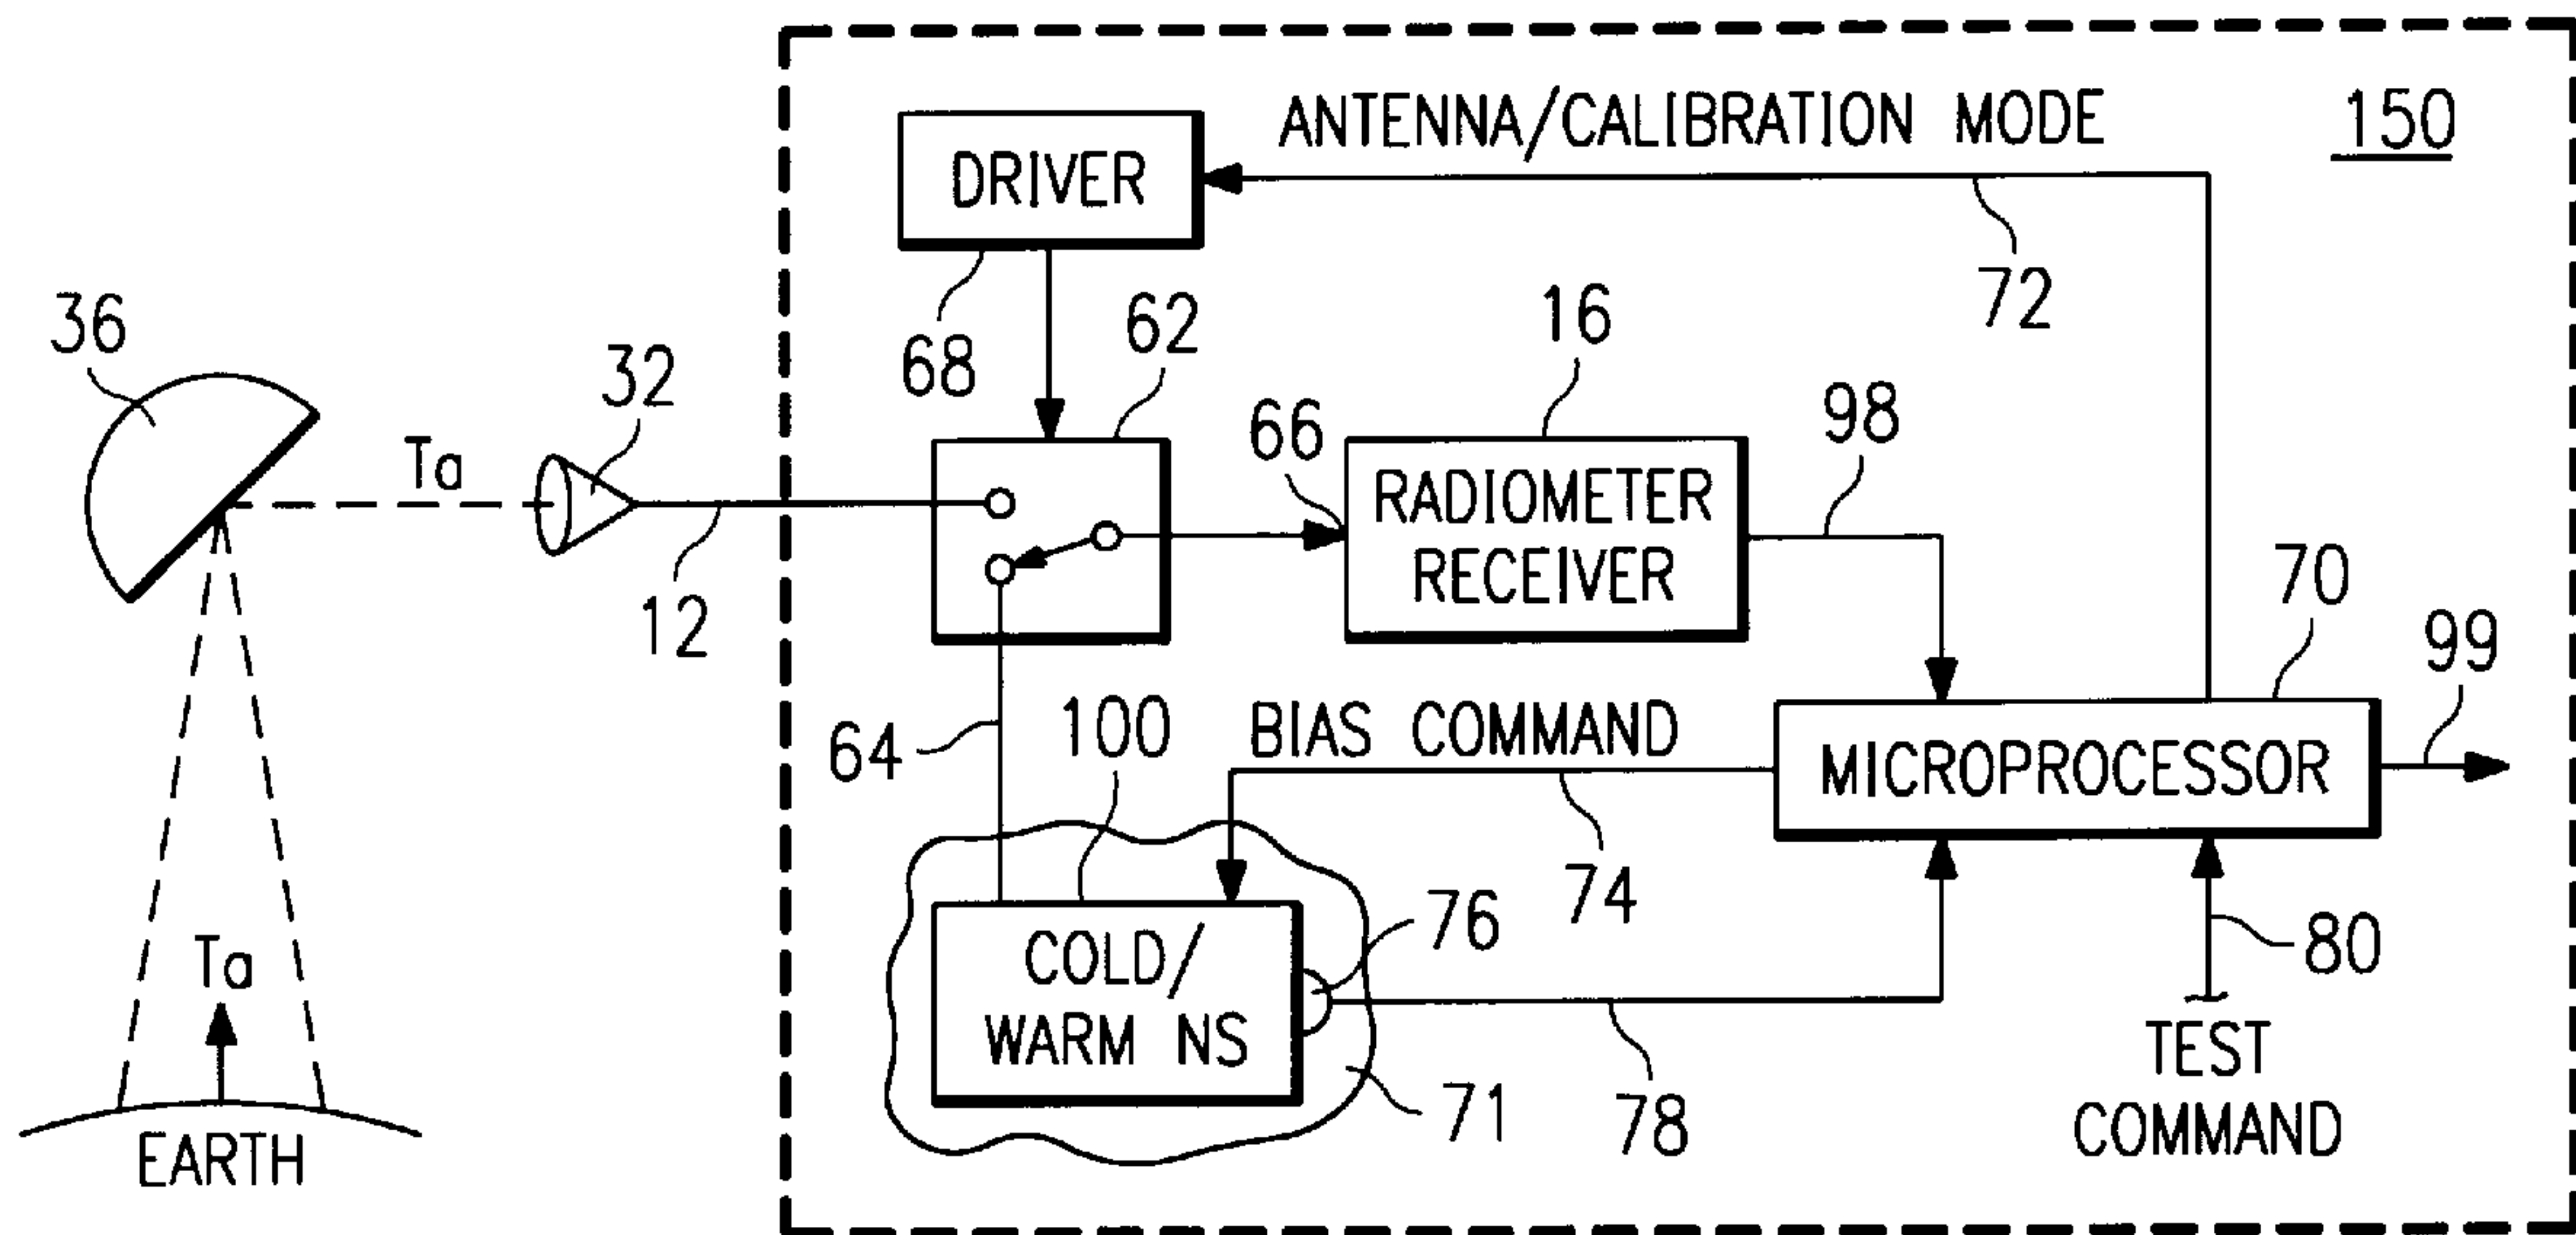 ANTENNA/CALIBRATION MODE
150
DRIVER
72
68
62
16
36
32
Ta
66
98
RADIOMETER
RECEIVER
12
70
99
64
100
BIAS COMMAND
MICROPROCESSOR
74
76
80
Ta
COLD/
WARM NS
71
78
TEST
COMMAND
EARTH